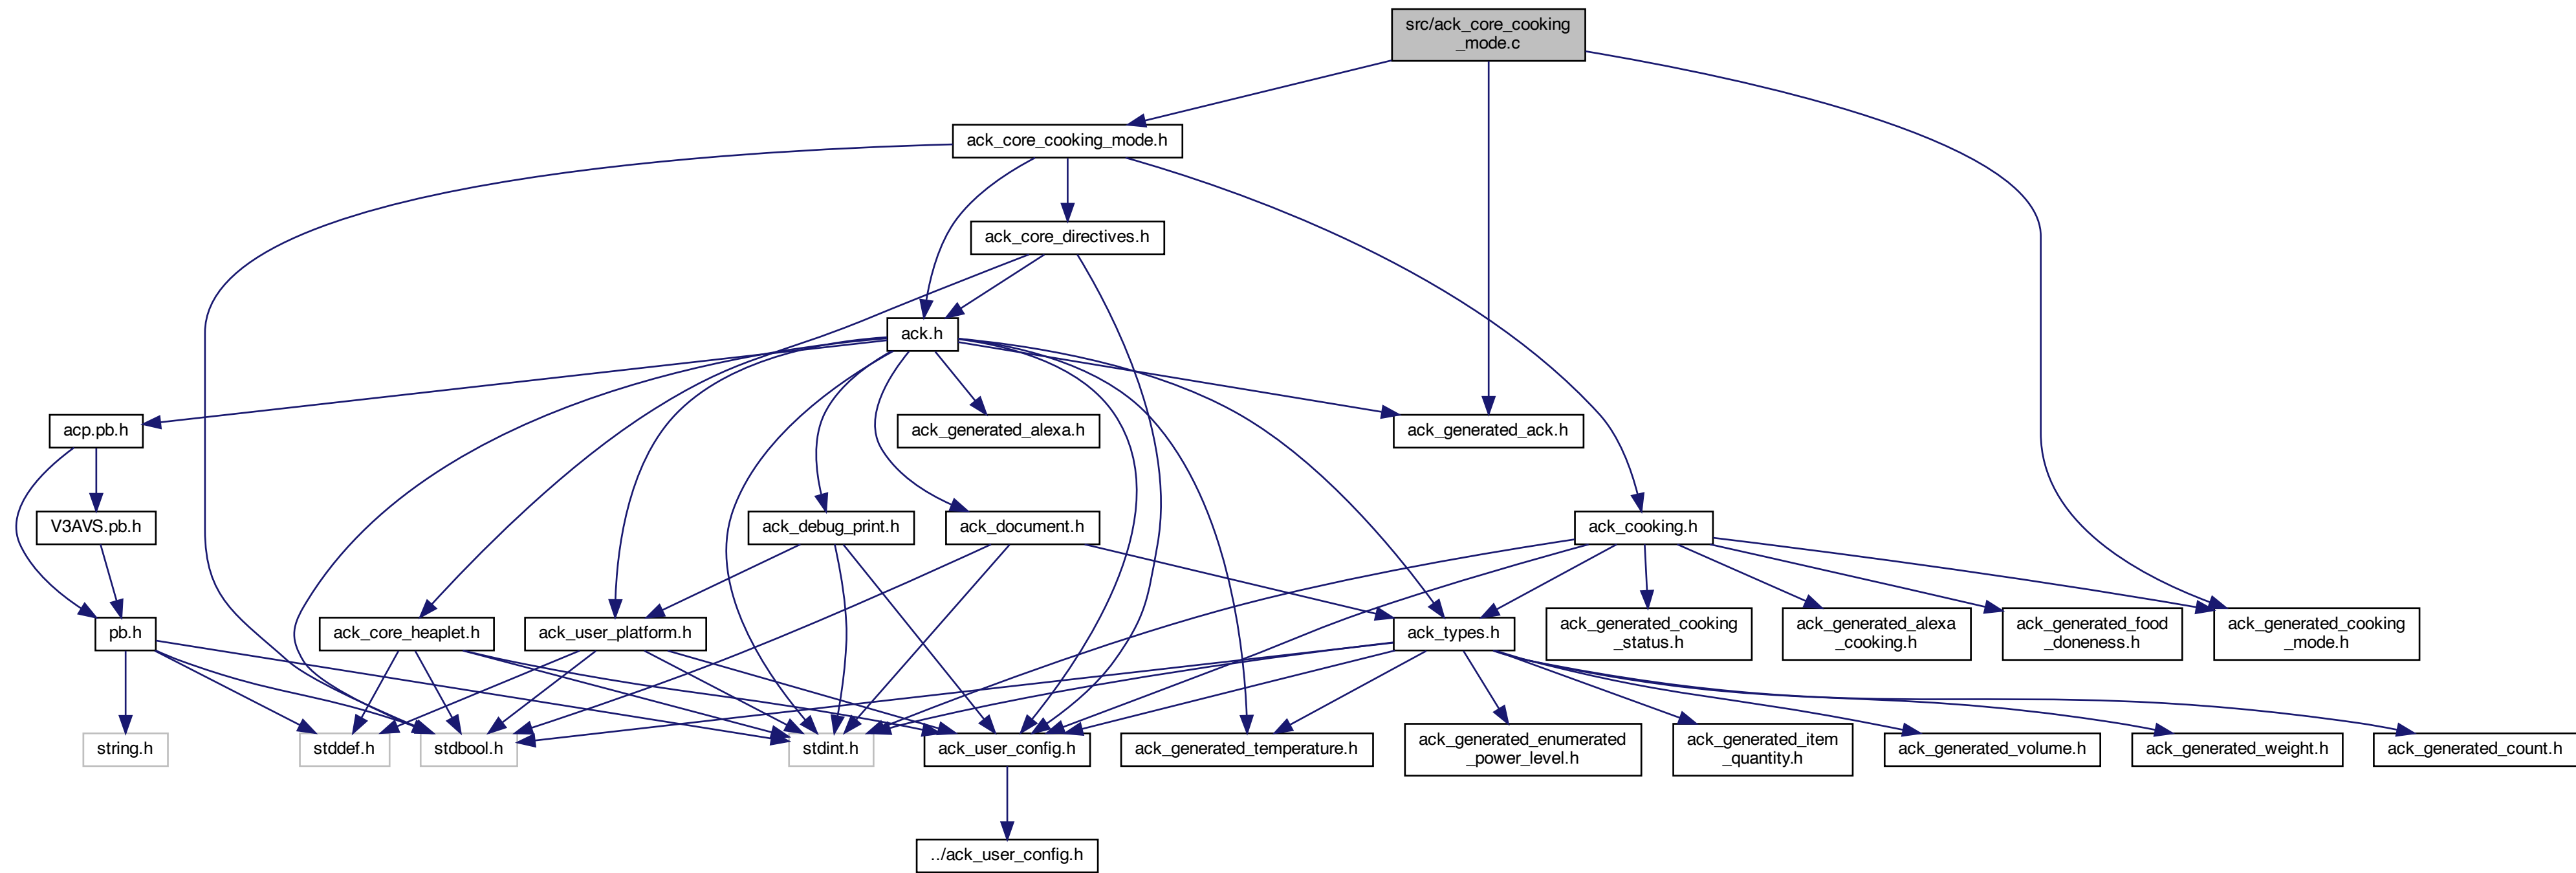 src/ack_core_cooking
_mode.c
ack_core_cooking_mode.h
ack_core_directives.h
ack.h
acp.pb.h
ack_generated_alexa.h
ack_generated_ack.h
V3AVS.pb.h
ack_debug_print.h
ack_document.h
ack_cooking.h
pb.h
ack_core_heaplet.h
ack_user_platform.h
ack_types.h
ack_generated_cooking
_status.h
ack_generated_alexa
_cooking.h
ack_generated_food
_doneness.h
ack_generated_cooking
_mode.h
string.h
stddef.h
stdbool.h
stdint.h
ack_user_config.h
ack_generated_temperature.h
ack_generated_enumerated
_power_level.h
ack_generated_item
_quantity.h
ack_generated_volume.h
ack_generated_weight.h
ack_generated_count.h
../ack_user_config.h